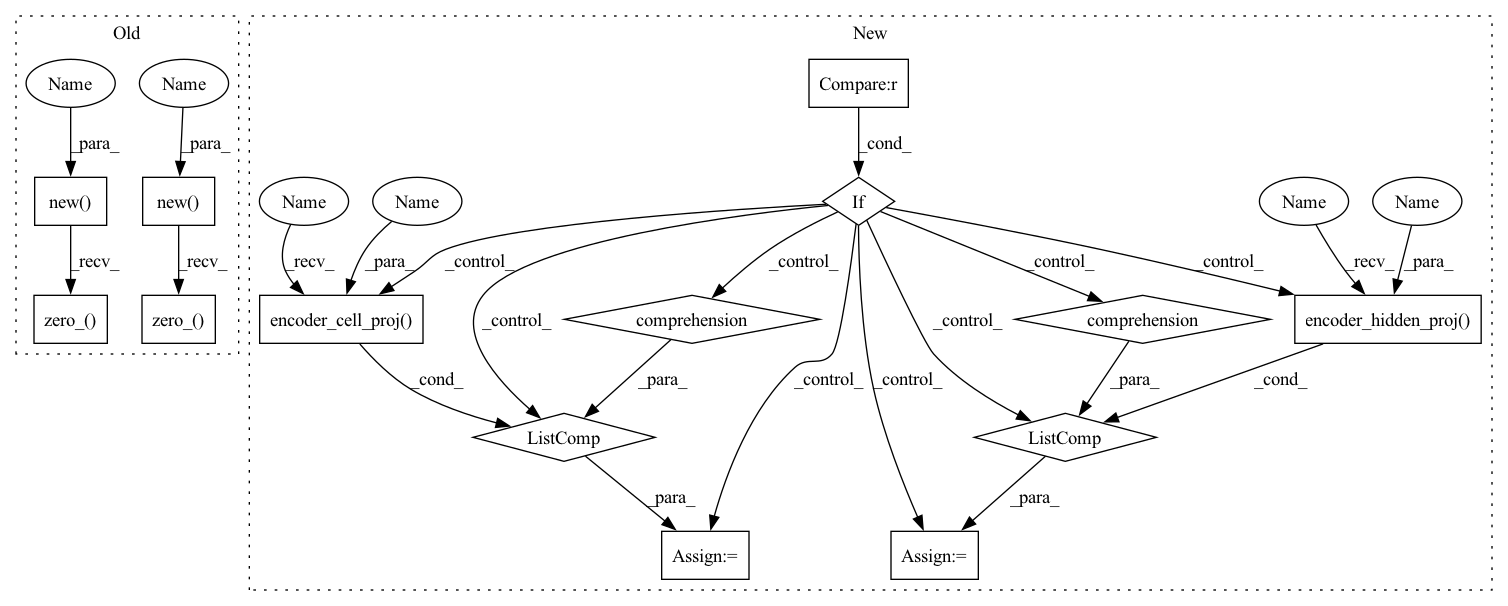 Old
New
Name
Name
Compare:r
_para_
_para_
_cond_
new()
new()
Name
Name
If
Name
Name
_recv_
_recv_
_recv_
_para_
_control_
_control_
_control_
_control_
_recv_
_para_
zero_()
zero_()
encoder_cell_proj()
_control_
comprehension
_control_
comprehension
encoder_hidden_proj()
_cond_
_para_
_control_
_control_
_para_
_cond_
ListComp
ListComp
_para_
_para_
Assign:=
Assign:=